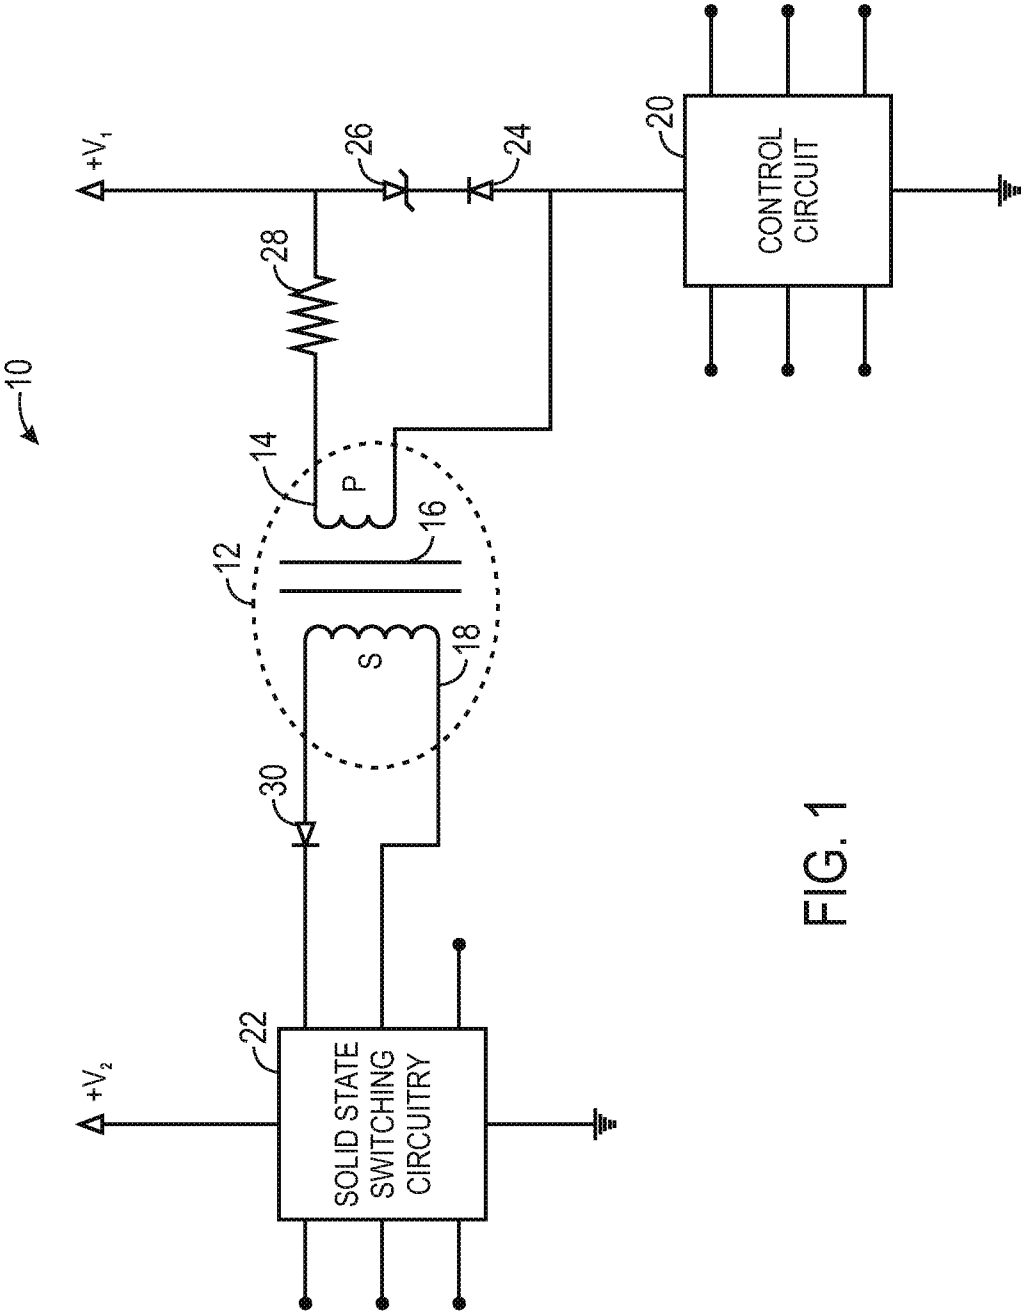 10
+V1
26
24
20
CONTROL
CIRCUIT
28
14
P
16
12
S
18
30
+V2
22
SOLID STATE
SWITCHING
CIRCUITRY
FIG. 1